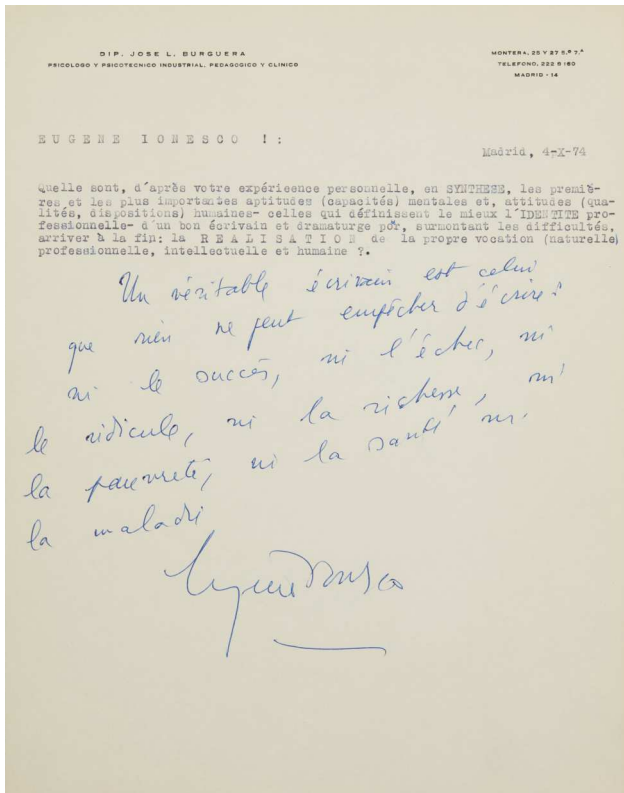 DIP. JOSE L. BURGUERA
PSICOLOGO Y PSICOTECNICO INDUSTRIAL, PEDAGOGICO Y CLINICO
MONTERA, 25 Y 27 5.º 7.ª
TELEFONO, 222 6 160
MADRID - 14
EUGENE IONESCO !:
Madrid, 4-X-74
Quelle sont, d´après votre expérieence personnelle, en SYNTHESE, les premiè-
res et les plus importantes aptitudes (capacités) mentales et, attitudes (qua-
lités, dispositions) humaines- celles qui définissent le mieux l´IDENTITE pro-
fessionnelle- d´un bon écrivain et dramaturge por, surmontant les difficultés,
arriver à la fin: la REALISATION de la propre vocation (naturelle)
professionnelle, intellectuelle et humaine ?.
Un véritable écrivain est celui
que rien ne peut empêcher d'écrire:
ni le succès, ni l'échec, ni
le ridicule, ni la richesse, ni
la pauvreté, ni la santé ni
la maladie
Eugène Ionesco